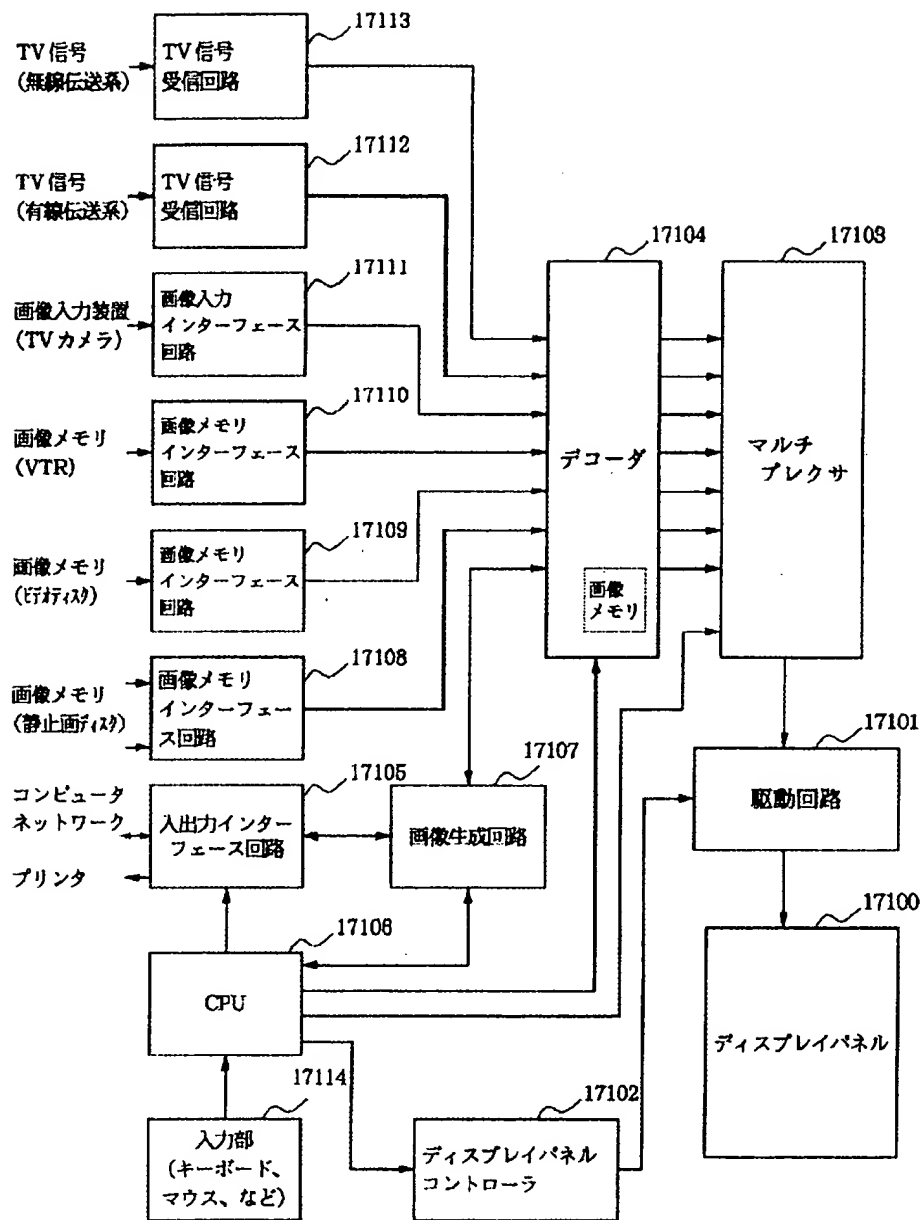 17113
TV 信号
(無線伝送系)
TV 信号
受信回路
17112
TV 信号
(有線伝送系)
TV 信号
受信回路
17111
画像入力装置
(TV カメラ)
画像入力
インターフェース
回路
17110
画像メモリ
(VTR)
画像メモリ
インターフェース
回路
17109
画像メモリ
(ビデオディスク)
画像メモリ
インターフェース
回路
17108
画像メモリ
(静止画ディスク)
画像メモリ
インターフェー
ス回路
17105
コンピュータ
ネットワーク
プリンタ
入出力インター
フェース回路
17107
画像生成回路
17106
CPU
17114
入力部
(キーボード、
マウス、など)
17104
デコーダ
画像
メモリ
17103
マルチ
プレクサ
17101
駆動回路
17100
ディスプレイパネル
17102
ディスプレイパネル
コントローラ